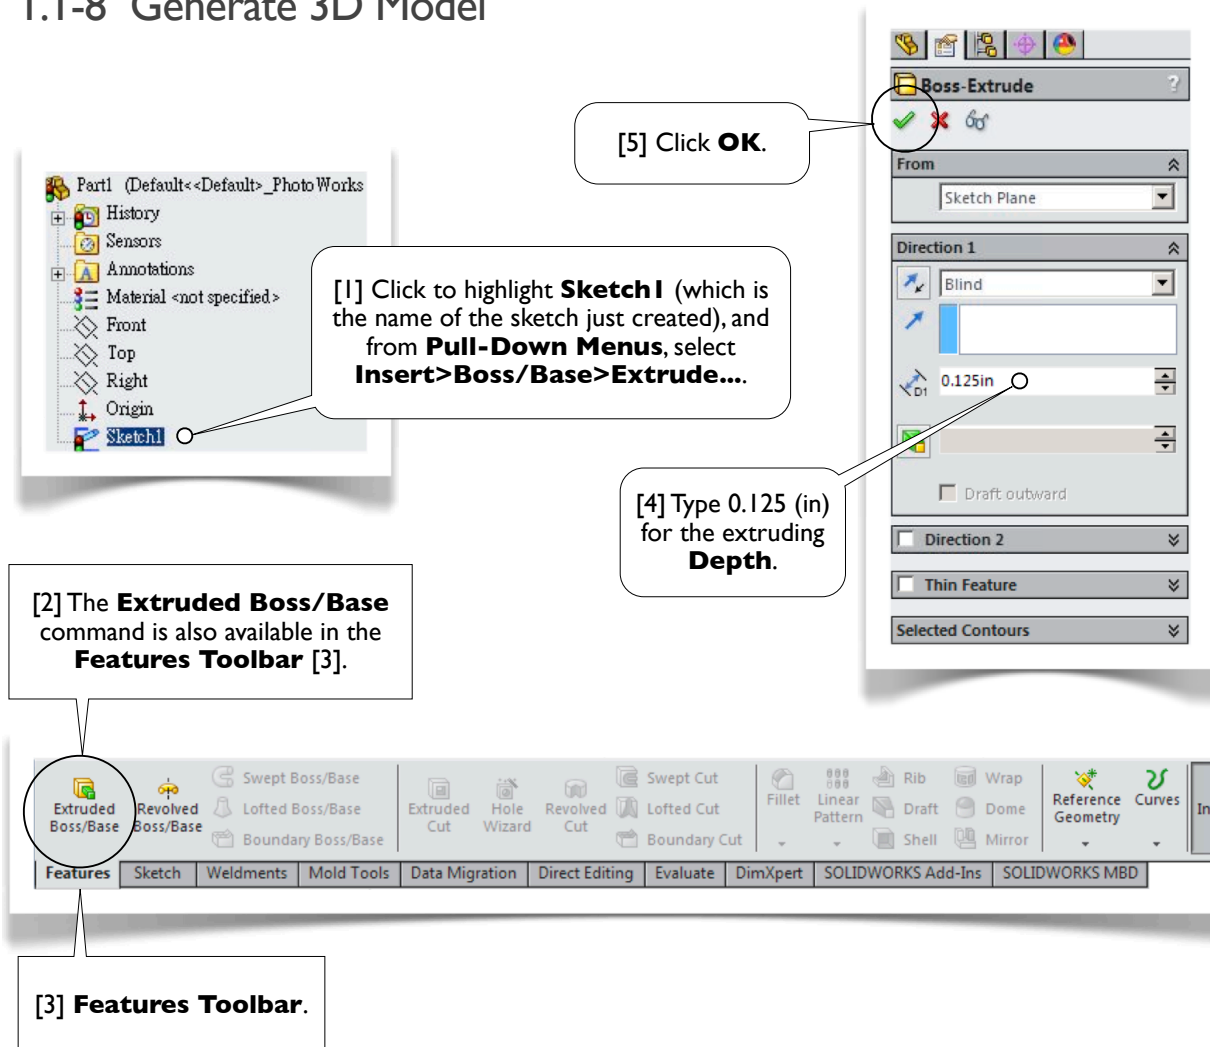 1.1-8 Generate 3D Model
Part1 (Default<<Default>_PhotoWorks
History
Sensors
Annotations
Material <not specified>
Front
Top
Right
Origin
Sketch1
[1] Click to highlight Sketch1 (which is
the name of the sketch just created), and
from Pull-Down Menus, select
Insert>Boss/Base>Extrude....
[5] Click OK.
Boss-Extrude
?
From
Sketch Plane
Direction 1
Blind
D1
0.125in
Draft outward
Direction 2
Thin Feature
Selected Contours
[4] Type 0.125 (in)
for the extruding
Depth.
[2] The Extruded Boss/Base
command is also available in the
Features Toolbar [3].
Extruded
Boss/Base
Revolved
Boss/Base
Swept Boss/Base
Lofted Boss/Base
Boundary Boss/Base
Extruded
Cut
Hole
Wizard
Revolved
Cut
Swept Cut
Lofted Cut
Boundary Cut
Fillet
Linear
Pattern
Rib
Draft
Shell
Wrap
Dome
Mirror
Reference
Geometry
Curves
In
Features Sketch Weldments Mold Tools Data Migration Direct Editing Evaluate DimXpert SOLIDWORKS Add-Ins SOLIDWORKS MBD
[3] Features Toolbar.